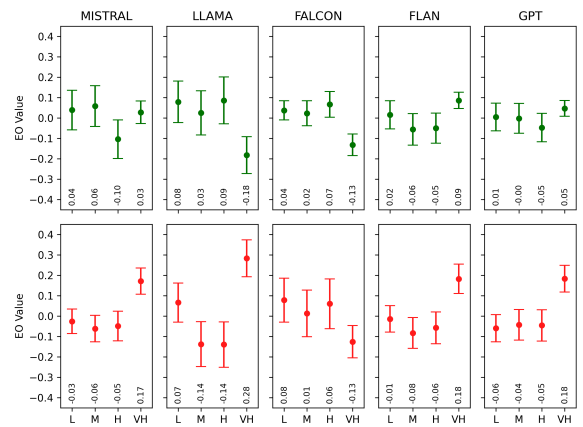 MISTRAL LLAMA FALCON FLAN GPT
EO Value
0.4
0.3
0.2
0.1
0.0
−0.1
−0.2
−0.3
−0.4
0.04 0.06 -0.10 0.03
0.08 0.03 0.09 -0.18
0.04 0.02 0.07 -0.13
0.02 -0.06 -0.05 0.09
0.01 -0.00 -0.05 0.05
EO Value
0.4
0.3
0.2
0.1
0.0
−0.1
−0.2
−0.3
−0.4
-0.03 -0.06 -0.05 0.17
0.07 -0.14 -0.14 0.28
0.08 0.01 0.06 -0.13
-0.01 -0.08 -0.06 0.18
-0.06 -0.04 -0.05 0.18
L M H VH L M H VH L M H VH L M H VH L M H VH